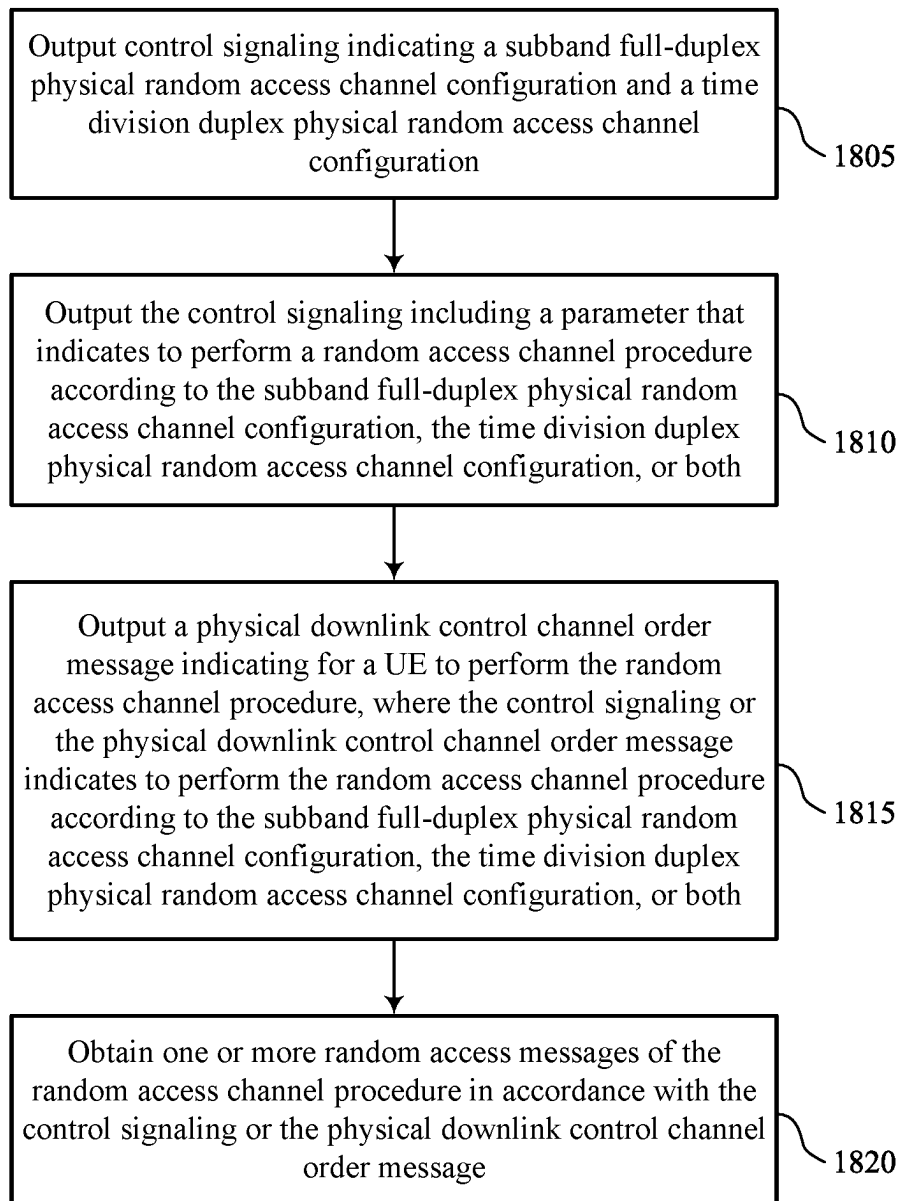 Output control signaling indicating a subband full-duplex
physical random access channel configuration and a time
division duplex physical random access channel
configuration
1805
Output the control signaling including a parameter that
indicates to perform a random access channel procedure
according to the subband full-duplex physical random
access channel configuration, the time division duplex
physical random access channel configuration, or both
1810
Output a physical downlink control channel order
message indicating for a UE to perform the random
access channel procedure, where the control signaling or
the physical downlink control channel order message
indicates to perform the random access channel procedure
according to the subband full-duplex physical random
access channel configuration, the time division duplex
physical random access channel configuration, or both
1815
Obtain one or more random access messages of the
random access channel procedure in accordance with the
control signaling or the physical downlink control channel
order message
1820